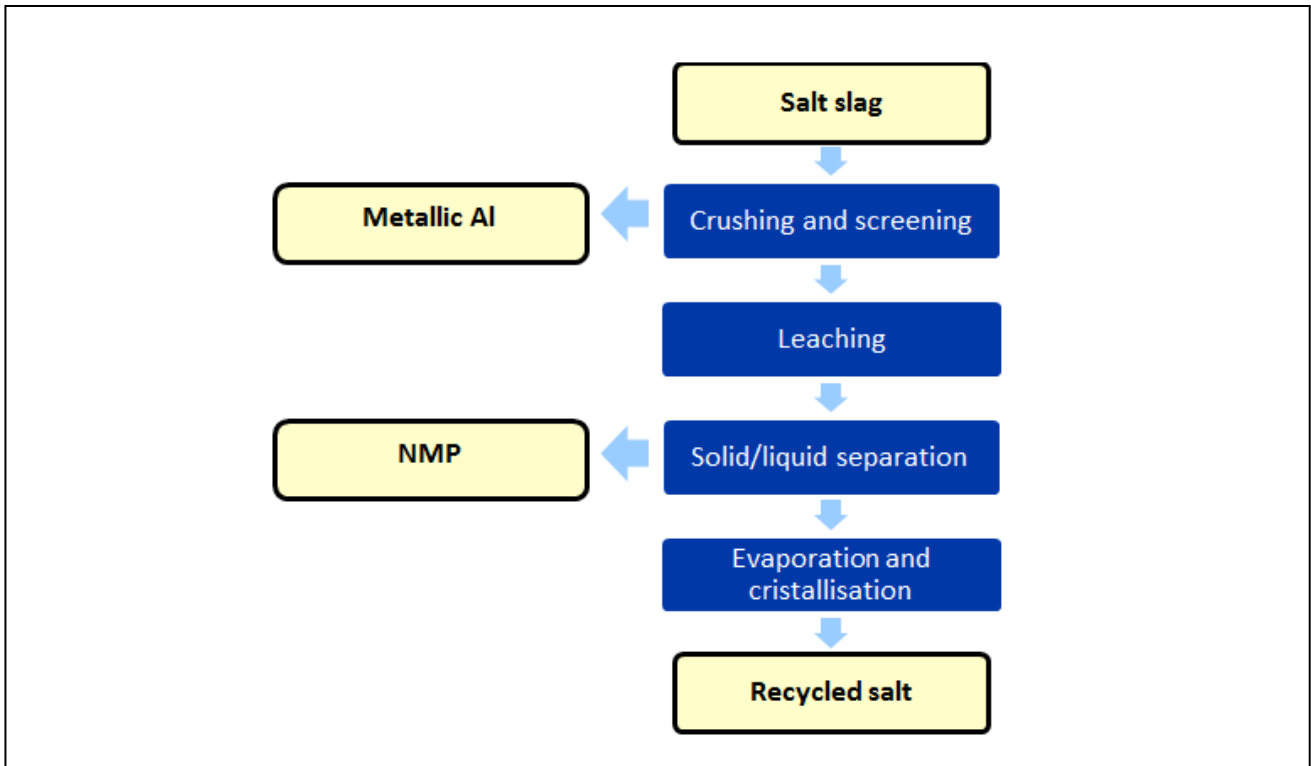 Salt slag
Metallic Al
Crushing and screening
Leaching
NMP
Solid/liquid separation
Evaporation and
cristallisation
Recycled salt